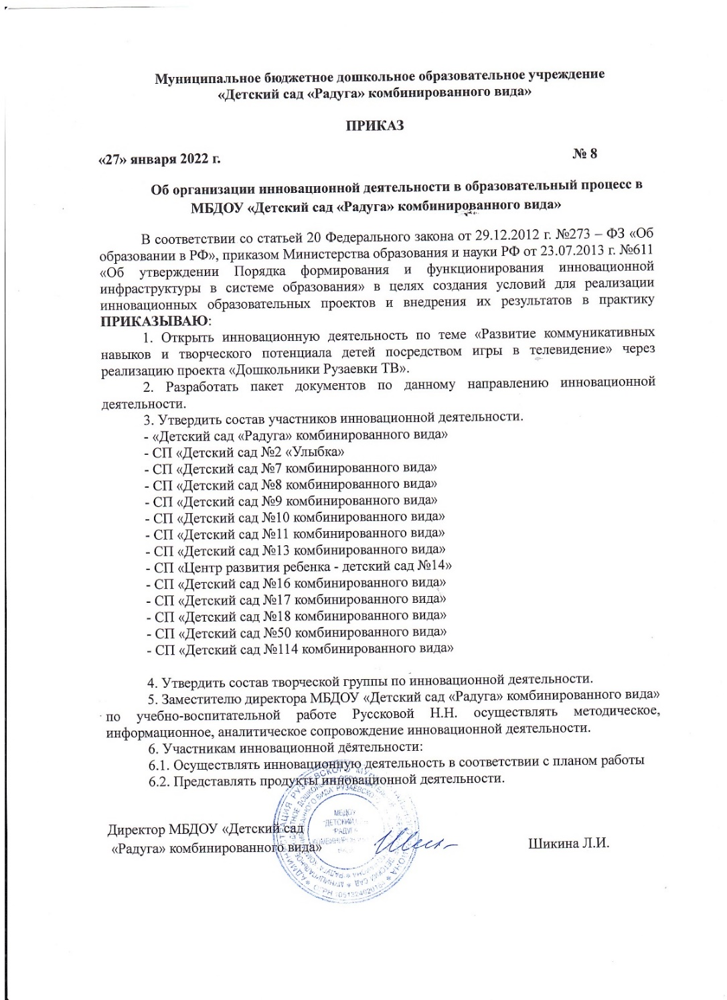 Муниципальное бюджетное дошкольное образовательное учреждение
«Детский сад «Радуга» комбинированного вида»
ПРИКАЗ
«27» января 2022 г. № 8
Об организации инновационной деятельности в образовательный процесс в
МБДОУ «Детский сад «Радуга» комбинированного вида»
В соответствии со статьей 20 Федерального закона от 29.12.2012 г. №273 – ФЗ «Об
образовании в РФ», приказом Министерства образования и науки РФ от 23.07.2013 г. №611
«Об утверждении Порядка формирования и функционирования инновационной
инфраструктуры в системе образования» в целях создания условий для реализации
инновационных образовательных проектов и внедрения их результатов в практику
ПРИКАЗЫВАЮ:
1. Открыть инновационную деятельность по теме «Развитие коммуникативных
навыков и творческого потенциала детей посредством игры в телевидение» через
реализацию проекта «Дошкольники Рузаевки ТВ».
2. Разработать пакет документов по данному направлению инновационной
деятельности.
3. Утвердить состав участников инновационной деятельности.
- «Детский сад «Радуга» комбинированного вида»
- СП «Детский сад №2 «Улыбка»
- СП «Детский сад №7 комбинированного вида»
- СП «Детский сад №8 комбинированного вида»
- СП «Детский сад №9 комбинированного вида»
- СП «Детский сад №10 комбинированного вида»
- СП «Детский сад №11 комбинированного вида»
- СП «Детский сад №13 комбинированного вида»
- СП «Центр развития ребенка - детский сад №14»
- СП «Детский сад №16 комбинированного вида»
- СП «Детский сад №17 комбинированного вида»
- СП «Детский сад №18 комбинированного вида»
- СП «Детский сад №50 комбинированного вида»
- СП «Детский сад №114 комбинированного вида»
4. Утвердить состав творческой группы по инновационной деятельности.
5. Заместителю директора МБДОУ «Детский сад «Радуга» комбинированного вида»
по учебно-воспитательной работе Руссковой Н.Н. осуществлять методическое,
информационное, аналитическое сопровождение инновационной деятельности.
6. Участникам инновационной деятельности:
6.1. Осуществлять инновационную деятельность в соответствии с планом работы
6.2. Представлять продукты инновационной деятельности.
Директор МБДОУ «Детский сад
«Радуга» комбинированного вида» Шикина Л.И.
МБДОУ
"ДЕТСКИЙ
РАДУГА